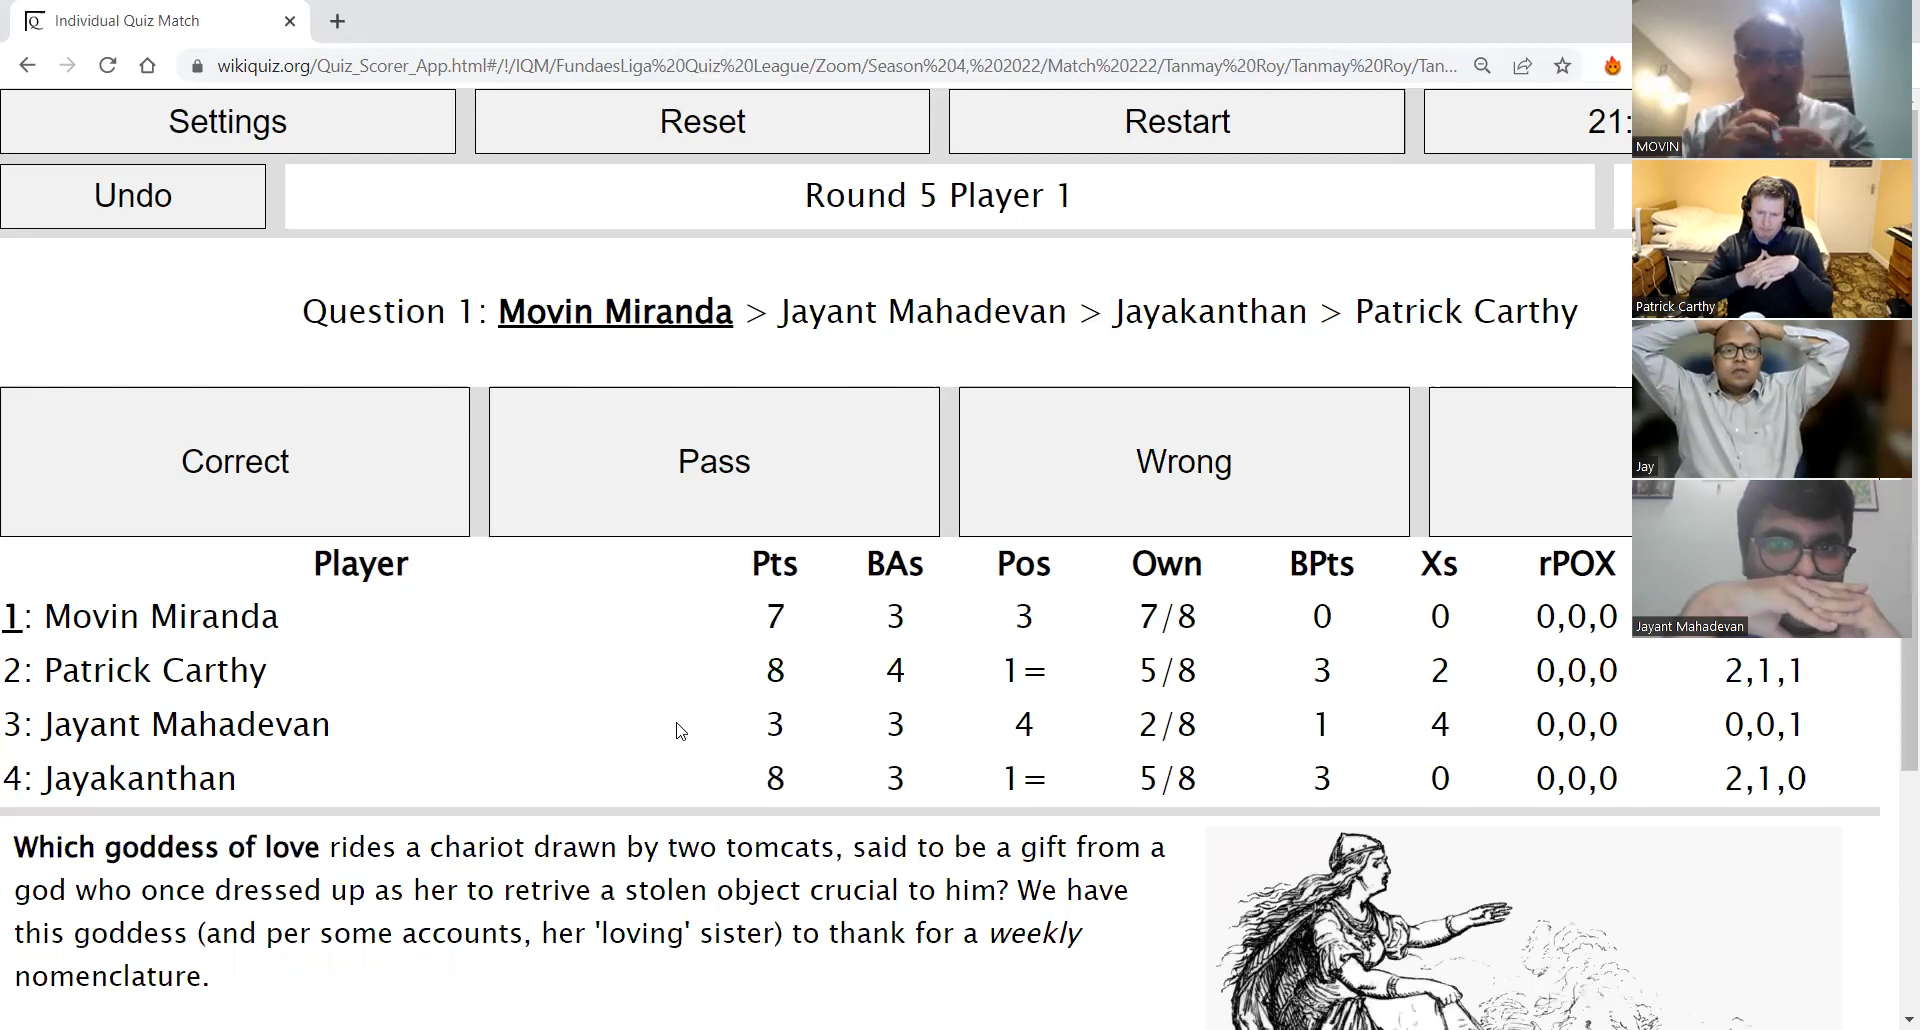 Individual Quiz Match
wikiquiz.org/Quiz_Scorer_App.html#/!/IQM/FundaesLiga%20Quiz%20League/Zoom/Season%204,%202022/Match%20222/Tanmay%20Roy/Tanmay%20Roy/Tan...
Settings Reset Restart 21:
Undo Round 5 Player 1
Question 1: Movin Miranda > Jayant Mahadevan > Jayakanthan > Patrick Carthy
Correct Pass Wrong
Player Pts BAs Pos Own BPts Xs rPOX
1: Movin Miranda 7 3 3 7/8 0 0 0,0,0
2: Patrick Carthy 8 4 1= 5/8 3 2 0,0,0 2,1,1
3: Jayant Mahadevan 3 3 4 2/8 1 4 0,0,0 0,0,1
4: Jayakanthan 8 3 1= 5/8 3 0 0,0,0 2,1,0
Which goddess of love rides a chariot drawn by two tomcats, said to be a gift from a
god who once dressed up as her to retrive a stolen object crucial to him? We have
this goddess (and per some accounts, her 'loving' sister) to thank for a weekly
nomenclature.
MOVIN
Patrick Carthy
Jay
Jayant Mahadevan